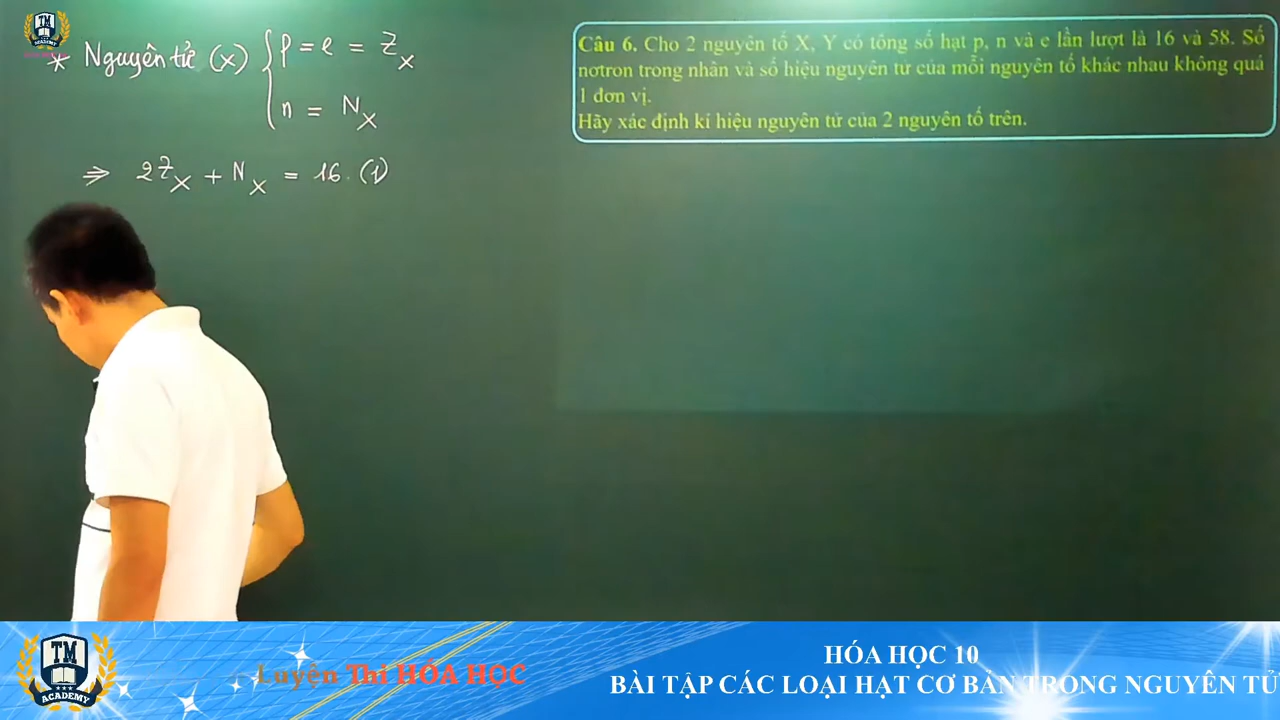 * Nguyên tử (X) { p = e = Z_X
n = N_X
⇒ 2Z_X + N_X = 16. (1)
Câu 6. Cho 2 nguyên tố X, Y có tổng số hạt p, n và e lần lượt là 16 và 58. Số
nơtron trong nhân và số hiệu nguyên tử của mỗi nguyên tố khác nhau không quá
1 đơn vị.
Hãy xác định kí hiệu nguyên tử của 2 nguyên tố trên.
TM
ACADEMY
Luyện Thi HÓA HỌC
HÓA HỌC 10
BÀI TẬP CÁC LOẠI HẠT CƠ BẢN TRONG NGUYÊN TỬ